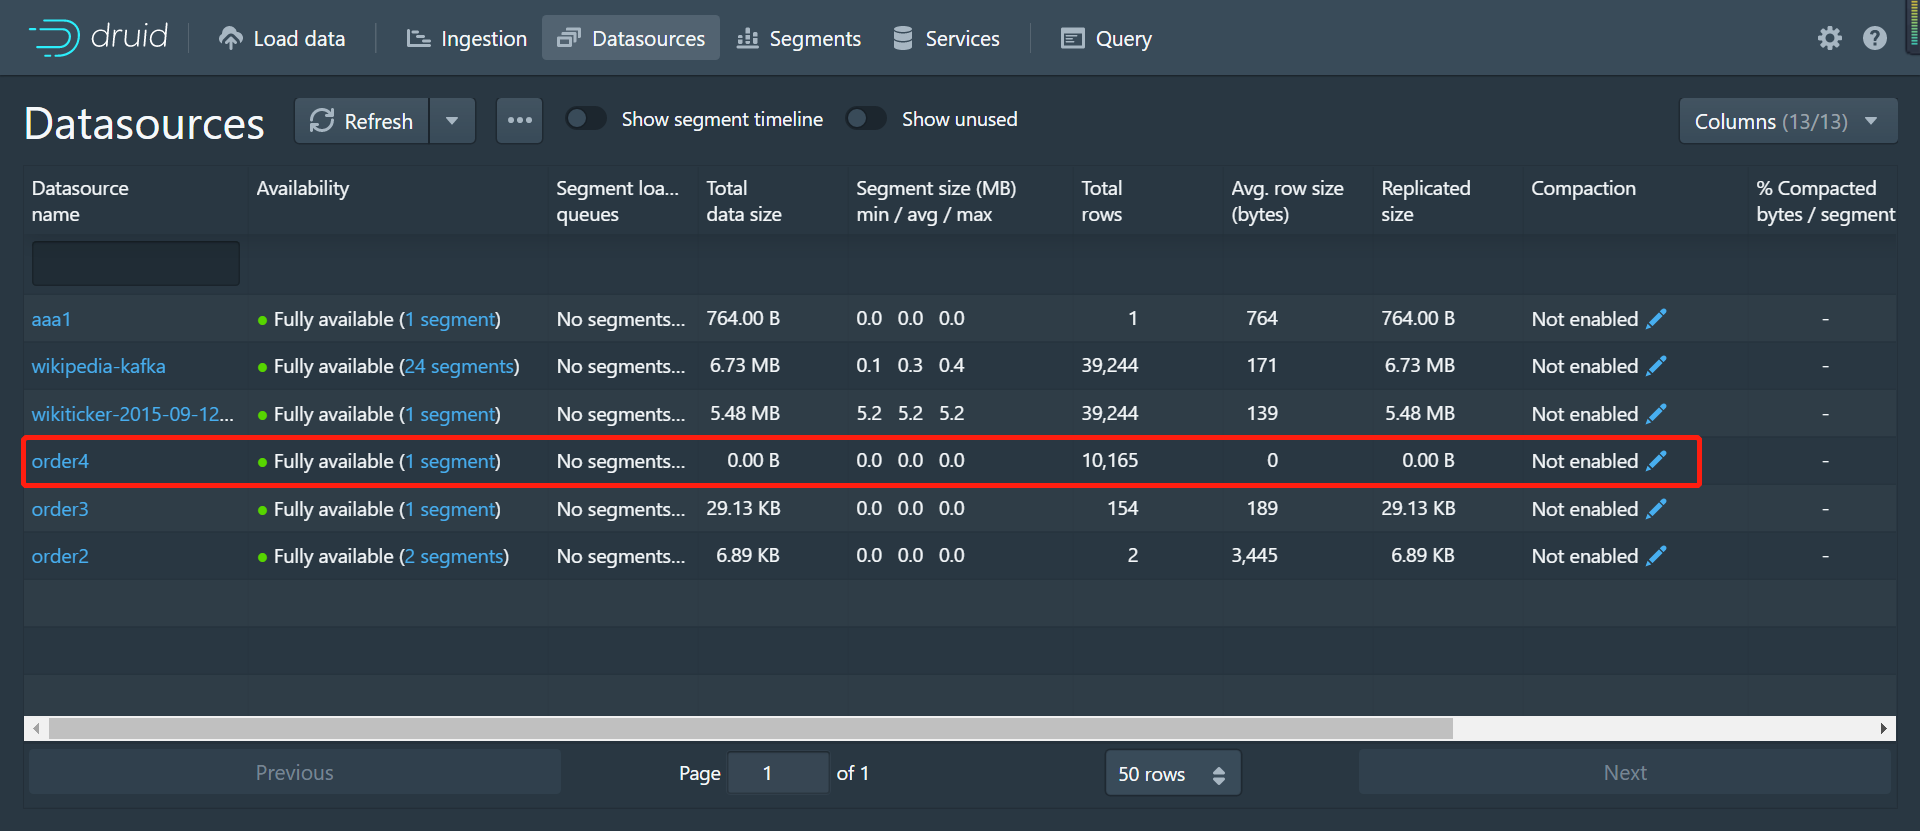 druid Load data Ingestion Datasources Segments Services Query
Datasources Refresh Show segment timeline Show unused Columns (13/13)
Datasource name Availability Segment loa... queues Total data size Segment size (MB) min / avg / max Total rows Avg. row size (bytes) Replicated size Compaction % Compacted bytes / segment
aaa1 Fully available (1 segment) No segments... 764.00 B 0.0 0.0 0.0 1 764 764.00 B Not enabled -
wikipedia-kafka Fully available (24 segments) No segments... 6.73 MB 0.1 0.3 0.4 39,244 171 6.73 MB Not enabled -
wikiticker-2015-09-12... Fully available (1 segment) No segments... 5.48 MB 5.2 5.2 5.2 39,244 139 5.48 MB Not enabled -
order4 Fully available (1 segment) No segments... 0.00 B 0.0 0.0 0.0 10,165 0 0.00 B Not enabled -
order3 Fully available (1 segment) No segments... 29.13 KB 0.0 0.0 0.0 154 189 29.13 KB Not enabled -
order2 Fully available (2 segments) No segments... 6.89 KB 0.0 0.0 0.0 2 3,445 6.89 KB Not enabled -
Previous Page 1 of 1 50 rows Next